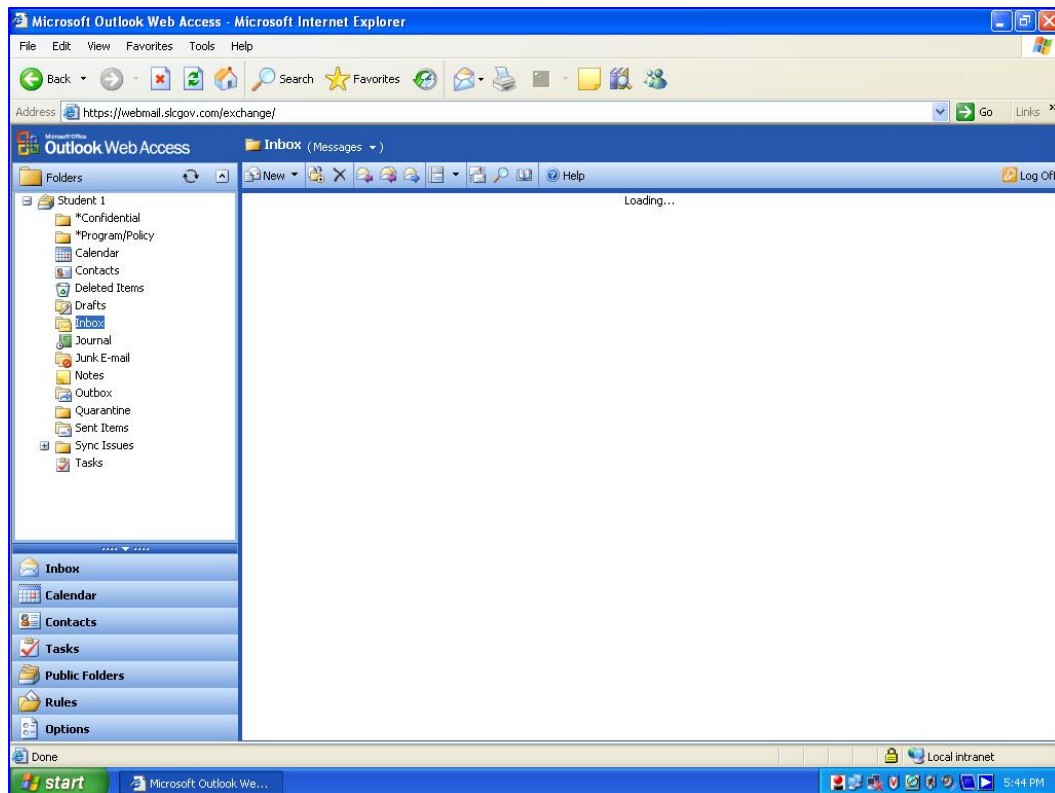 Microsoft Outlook Web Access - Microsoft Internet Explorer
File Edit View Favorites Tools Help
Back Search Favorites
Address https://webmail.slcgov.com/exchange/ Go Links »
Microsoft Office
Outlook Web Access
Inbox (Messages)
Folders
New Help Log Off
Loading...
Student 1
*Confidential
*Program/Policy
Calendar
Contacts
Deleted Items
Drafts
Inbox
Journal
Junk E-mail
Notes
Outbox
Quarantine
Sent Items
Sync Issues
Tasks
Inbox
Calendar
Contacts
Tasks
Public Folders
Rules
Options
Done Local intranet
start Microsoft Outlook We... 5:44 PM